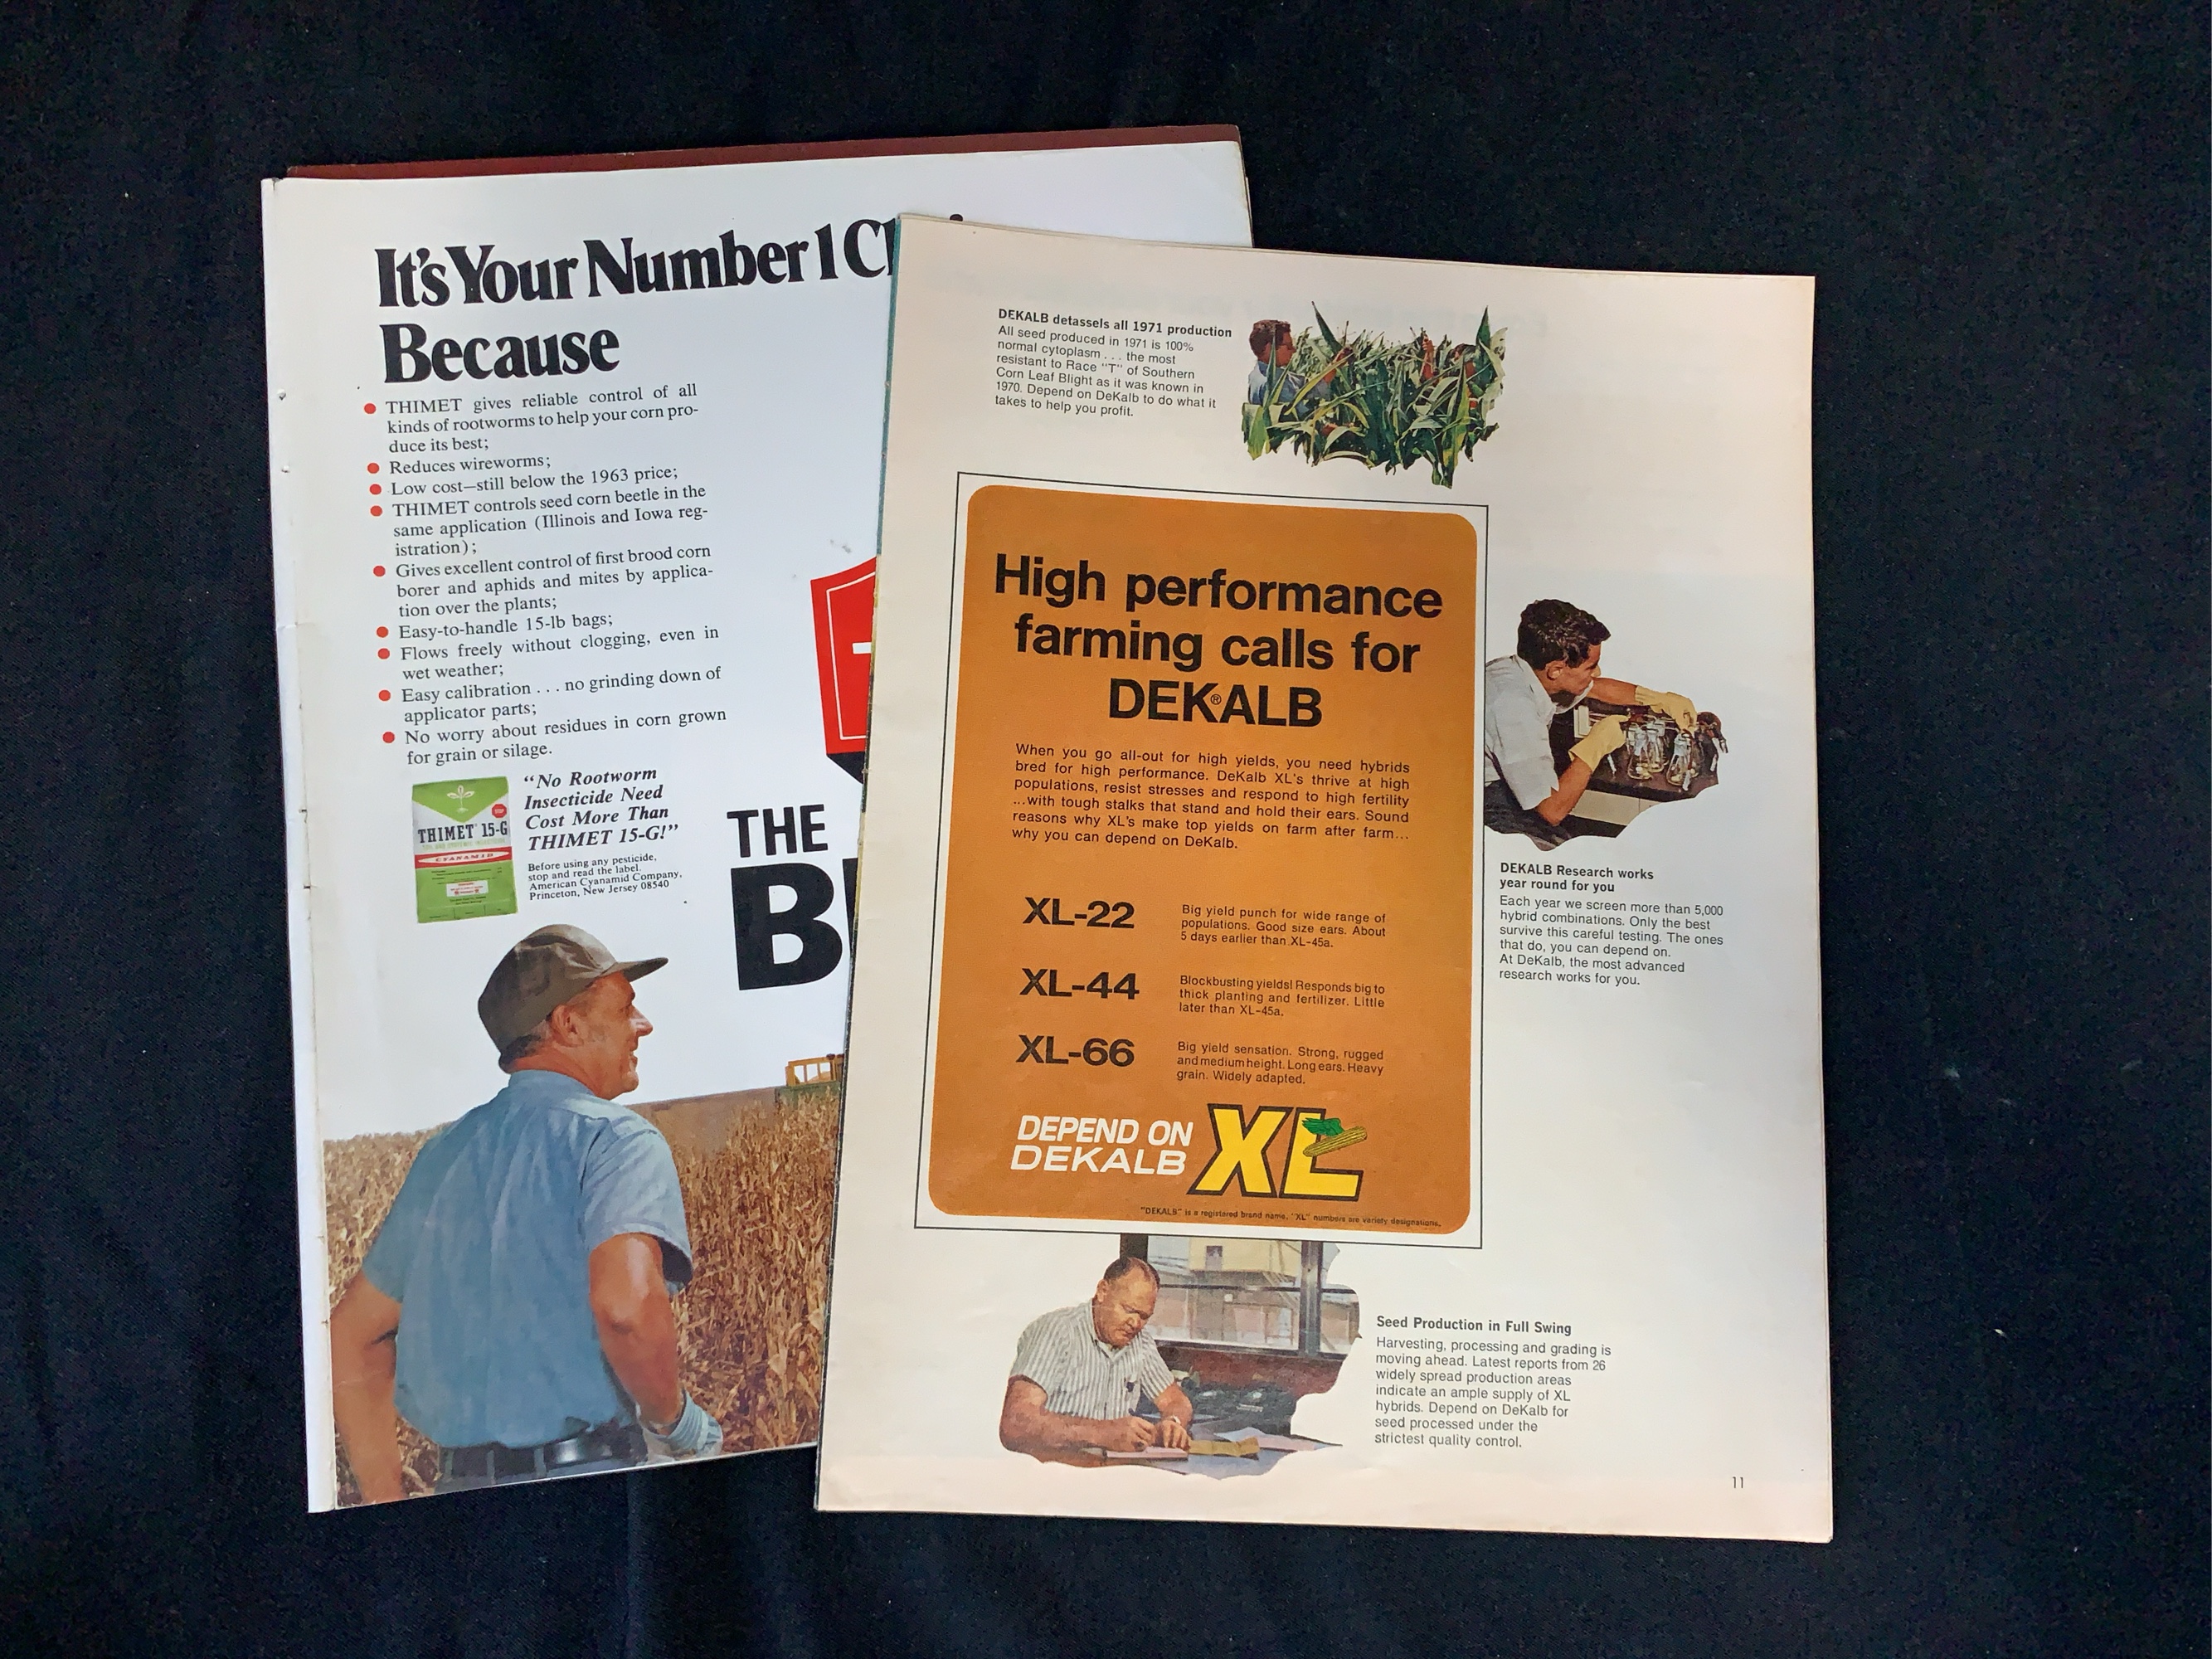 It's Your Number 1
Because
THIMET gives reliable control of all
kinds of rootworms to help your corn pro-
duce its best;
Reduces wireworms;
Low cost—still below the 1963 price;
THIMET controls seed corn beetle in the
same application (Illinois and Iowa reg-
istration);
Gives excellent control of first brood corn
borer and aphids and mites by applica-
tion over the plants;
Easy-to-handle 15-lb bags;
Flows freely without clogging, even in
wet weather;
Easy calibration . . . no grinding down of
applicator parts;
No worry about residues in corn grown
for grain or silage.
THIMET 15-G
CYANAMID
"No Rootworm
Insecticide Need
Cost More Than
THIMET 15-G!"
Before using any pesticide,
stop and read the label.
American Cyanamid Company,
Princeton, New Jersey 08540
THE
B
DEKALB detassels all 1971 production
All seed produced in 1971 is 100%
normal cytoplasm . . . the most
resistant to Race "T" of Southern
Corn Leaf Blight as it was known in
1970. Depend on DeKalb to do what it
takes to help you profit.
High performance
farming calls for
DEK®ALB
When you go all-out for high yields, you need hybrids
bred for high performance. DeKalb XL's thrive at high
populations, resist stresses and respond to high fertility
...with tough stalks that stand and hold their ears. Sound
reasons why XL's make top yields on farm after farm...
why you can depend on DeKalb.
XL-22
Big yield punch for wide range of
populations. Good size ears. About
5 days earlier than XL-45a.
XL-44
Blockbusting yields! Responds big to
thick planting and fertilizer. Little
later than XL-45a.
XL-66
Big yield sensation. Strong, rugged
and medium height. Long ears. Heavy
grain. Widely adapted.
DEPEND ON
DEKALB
XL
"DEKALB" is a registered brand name. "XL" numbers are variety designations.
DEKALB Research works
year round for you
Each year we screen more than 5,000
hybrid combinations. Only the best
survive this careful testing. The ones
that do, you can depend on.
At DeKalb, the most advanced
research works for you.
Seed Production in Full Swing
Harvesting, processing and grading is
moving ahead. Latest reports from 26
widely spread production areas
indicate an ample supply of XL
hybrids. Depend on DeKalb for
seed processed under the
strictest quality control.
11